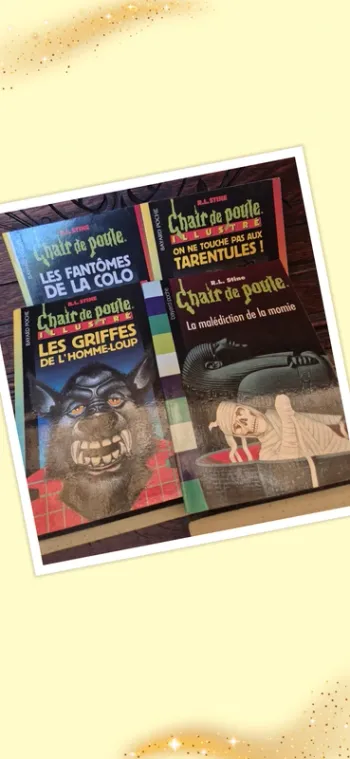 R.L. STINE
Chair de poule.
LES FANTÔMES
DE LA COLO
BAYARD POCHE
R.L. STINE
Chair de poule.
ILLUSTRÉ
ON NE TOUCHE PAS AUX
TARENTULES !
BAYARD POCHE
R.L. STINE
Chair de poule.
ILLUSTRÉ
LES GRIFFES
DE L'HOMME-LOUP
R.L. Stine
Chair de poule.
La malédiction de la momie